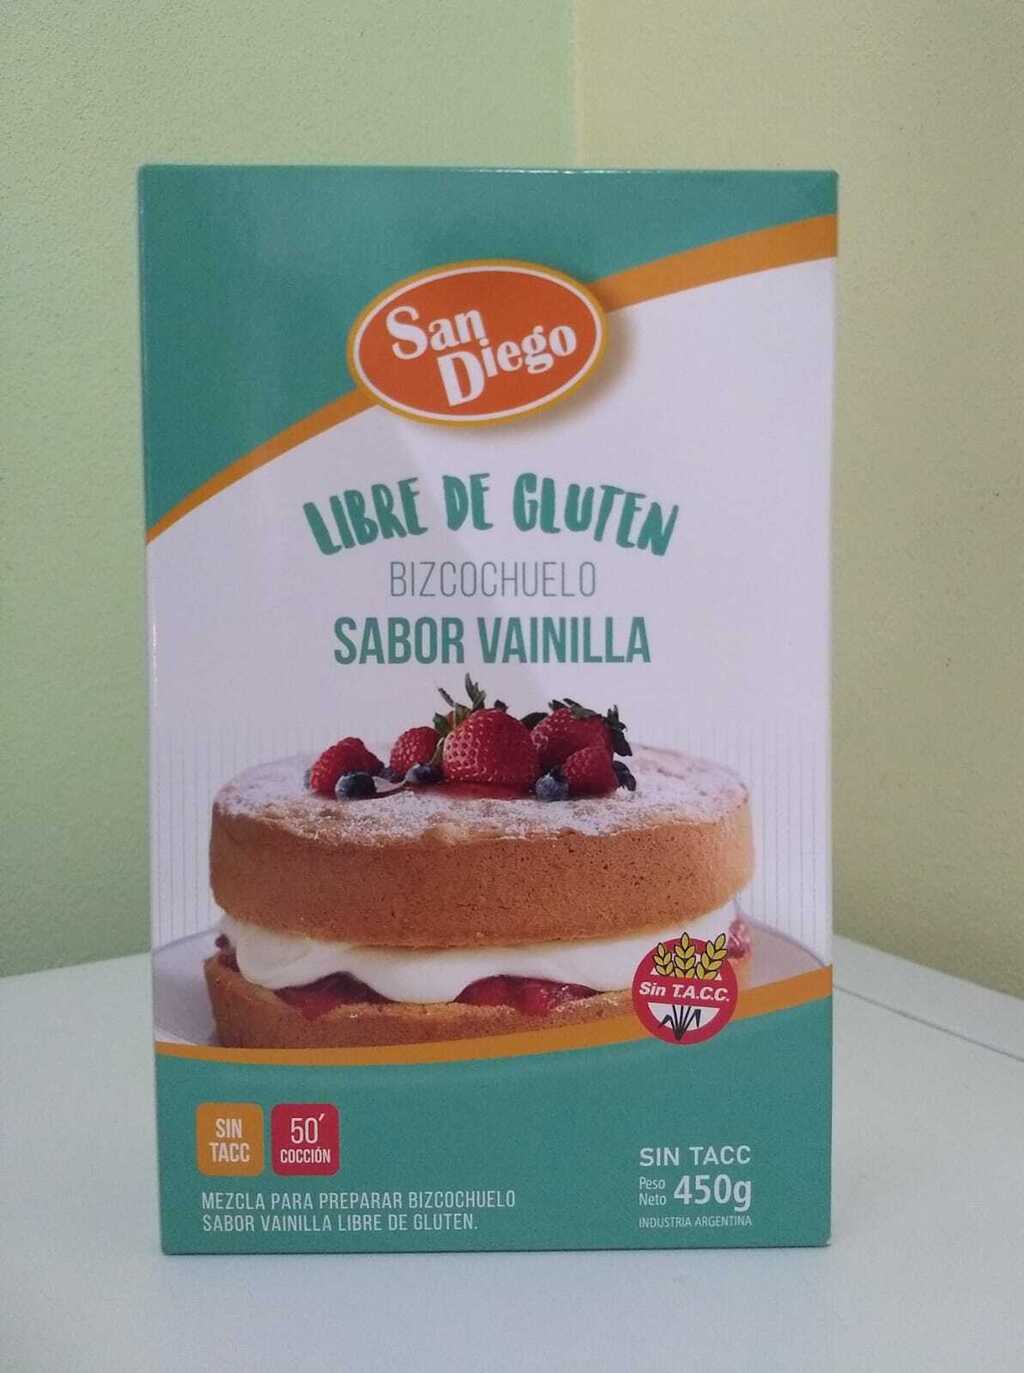 San
Diego
LIBRE DE GLUTEN
BIZCOCHUELO
SABOR VAINILLA
Sin T.A.C.C.
SIN
TACC
50′
COCCIÓN
MEZCLA PARA PREPARAR BIZCOCHUELO
SABOR VAINILLA LIBRE DE GLUTEN.
SIN TACC
Peso
Neto 450g
INDUSTRIA ARGENTINA